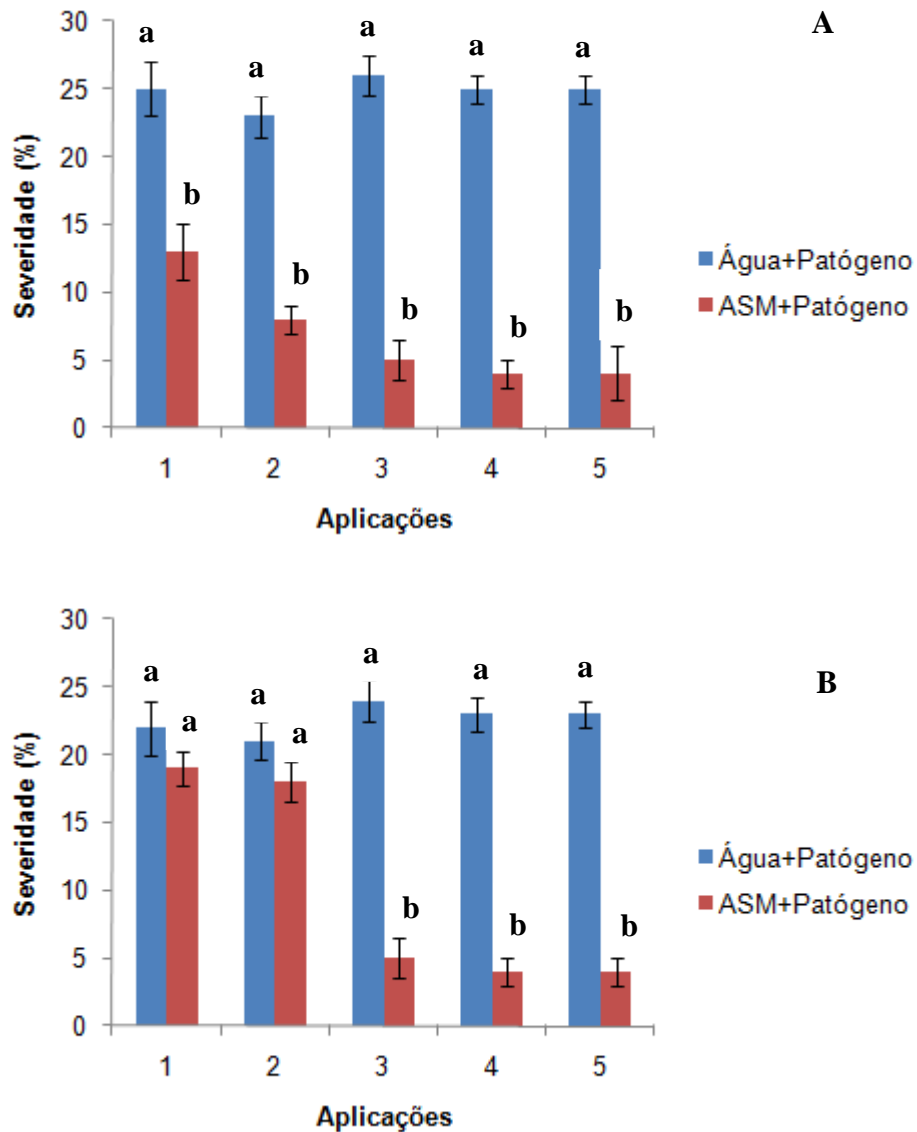 A
Severidade (%)
30
25
20
15
10
5
0
a
a
a
a
a
b
b
b
b
b
1
2
3
4
5
Aplicações
Água+Patógeno
ASM+Patógeno
B
Severidade (%)
30
25
20
15
10
5
0
a
a
a
a
a
a
a
b
b
b
1
2
3
4
5
Aplicações
Água+Patógeno
ASM+Patógeno